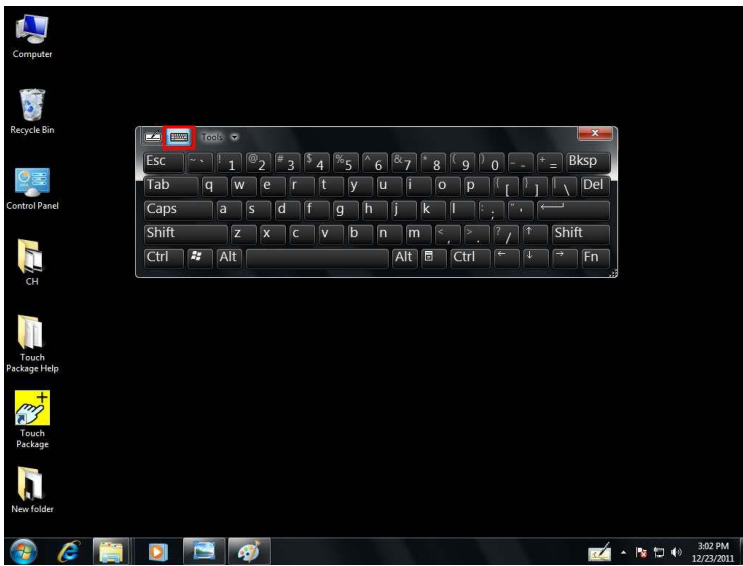 Computer
Recycle Bin
Control Panel
CH
Touch
Package Help
Touch
Package
New folder
Tools
Esc ~ ` ! 1 @ 2 # 3 $ 4 % 5 ^ 6 & 7 * 8 ( 9 ) 0 _ - + = Bksp
Tab q w e r t y u i o p { [ } ] | \ Del
Caps a s d f g h j k l : ; " ' ←
Shift z x c v b n m < , > . ? / ↑ Shift
Ctrl Alt Alt Ctrl ← ↓ → Fn
3:02 PM
12/23/2011